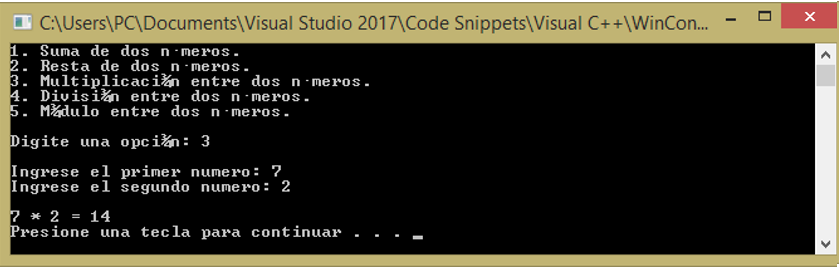 C:\Users\PC\Documents\Visual Studio 2017\Code Snippets\Visual C++\WinCon...
1. Suma de dos n·meros.
2. Resta de dos n·meros.
3. Multiplicaci¾n entre dos n·meros.
4. Divisi¾n entre dos n·meros.
5. M¾dulo entre dos n·meros.
Digite una opci¾n: 3
Ingrese el primer numero: 7
Ingrese el segundo numero: 2
7 * 2 = 14
Presione una tecla para continuar . . . _